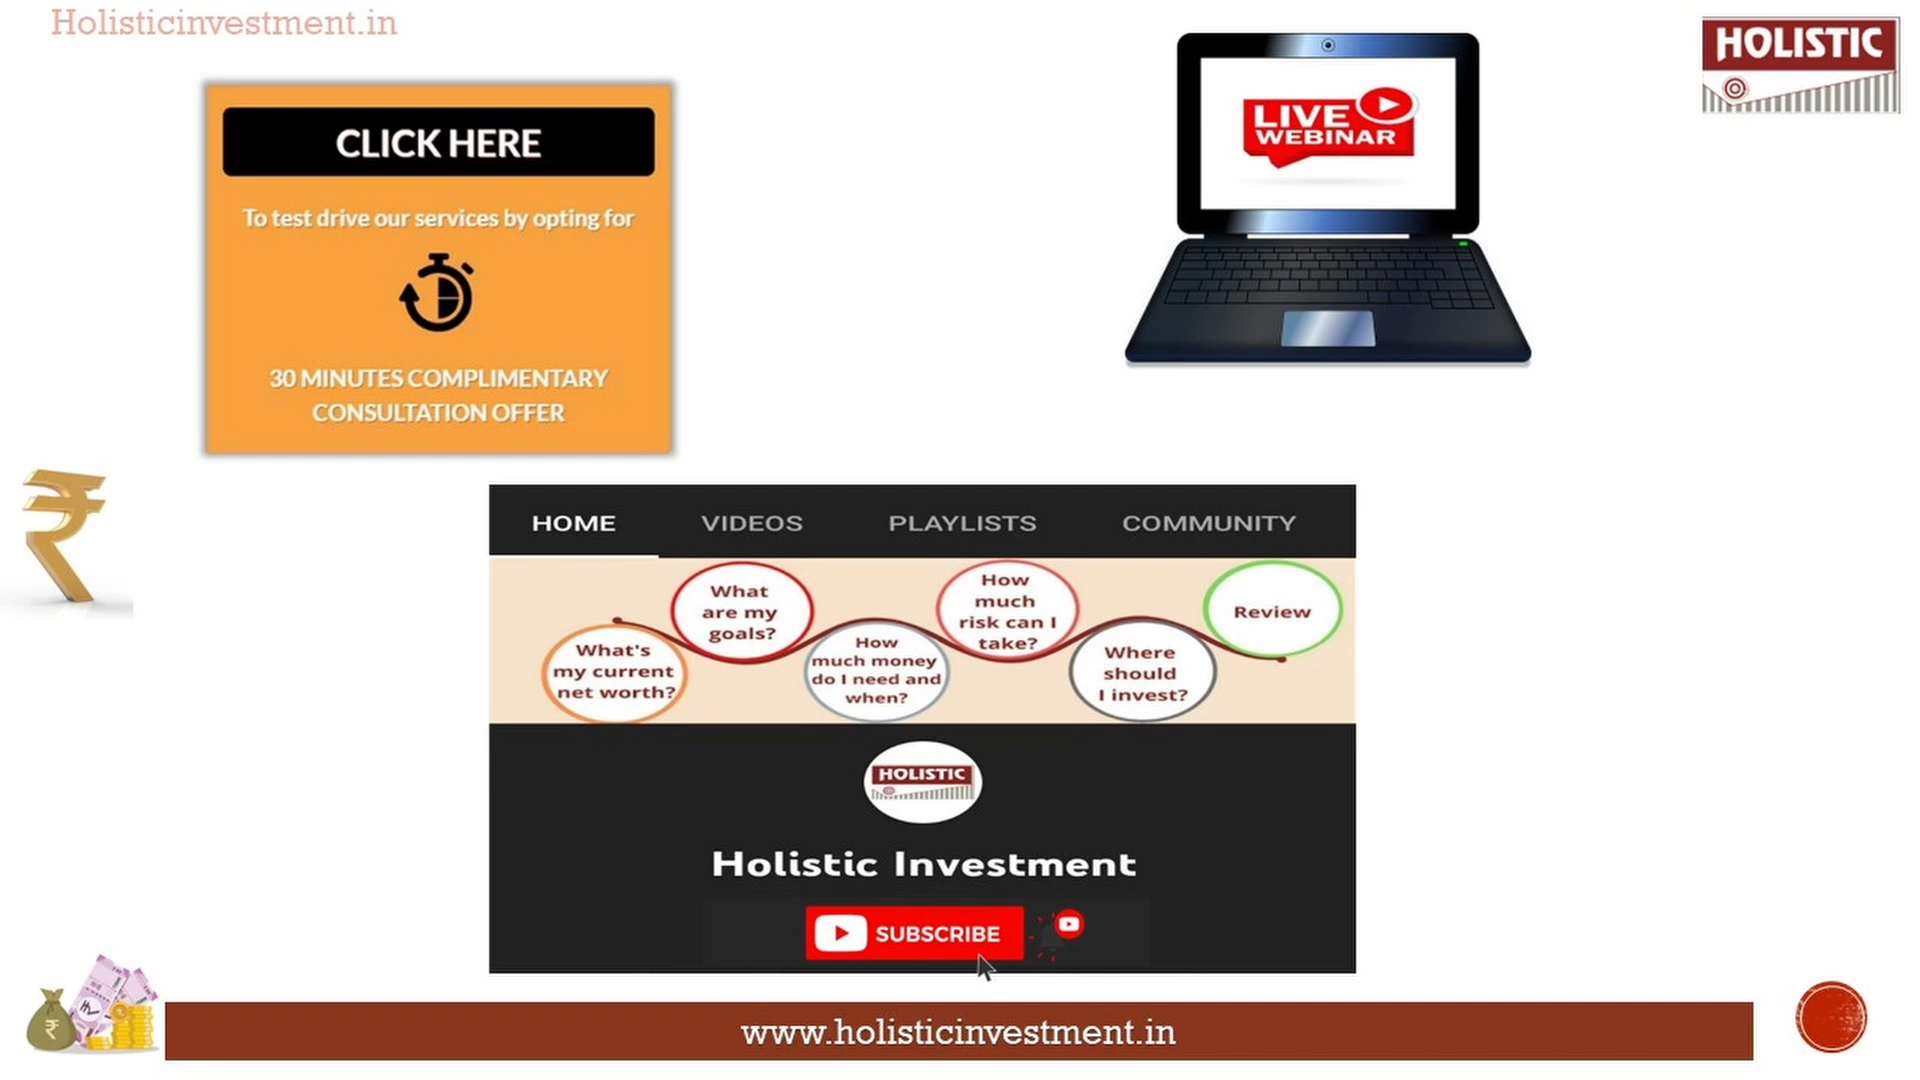 Holisticinvestment.in
HOLISTIC
CLICK HERE
To test drive our services by opting for
30 MINUTES COMPLIMENTARY
CONSULTATION OFFER
LIVE
WEBINAR
HOME VIDEOS PLAYLISTS COMMUNITY
What's
my current
net worth?
What
are my
goals?
How
much money
do I need and
when?
How
much
risk can I
take?
Where
should
I invest?
Review
HOLISTIC
Holistic Investment
SUBSCRIBE
www.holisticinvestment.in